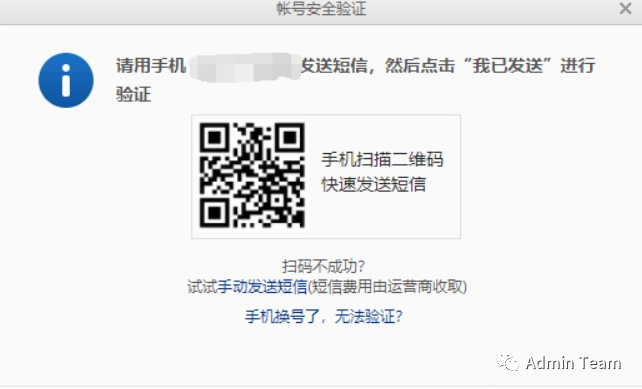 帐号安全验证
请用手机 发送短信，然后点击“我已发送”进行
验证
手机扫描二维码
快速发送短信
扫码不成功？
试试手动发送短信(短信费用由运营商收取)
手机换号了，无法验证？
Admin Team